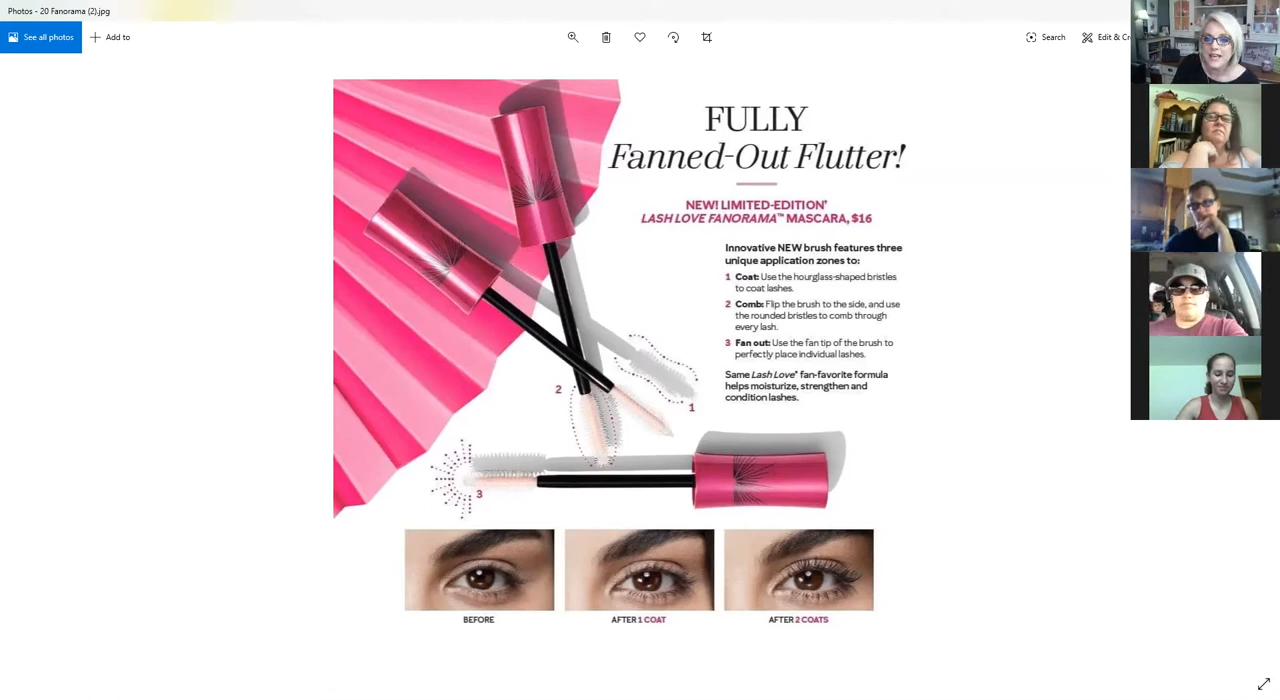 Photos - 20 Fanorama (2).jpg
See all photos
Add to
Search
Edit & Cr
FULLY
Fanned-Out Flutter!
NEW! LIMITED-EDITION†
LASH LOVE FANORAMA™ MASCARA, $16
Innovative NEW brush features three
unique application zones to:
1 Coat: Use the hourglass-shaped bristles
to coat lashes.
2 Comb: Flip the brush to the side, and use
the rounded bristles to comb through
every lash.
3 Fan out: Use the fan tip of the brush to
perfectly place individual lashes.
Same Lash Love® fan-favorite formula
helps moisturize, strengthen and
condition lashes.
2
1
3
BEFORE
AFTER 1 COAT
AFTER 2 COATS